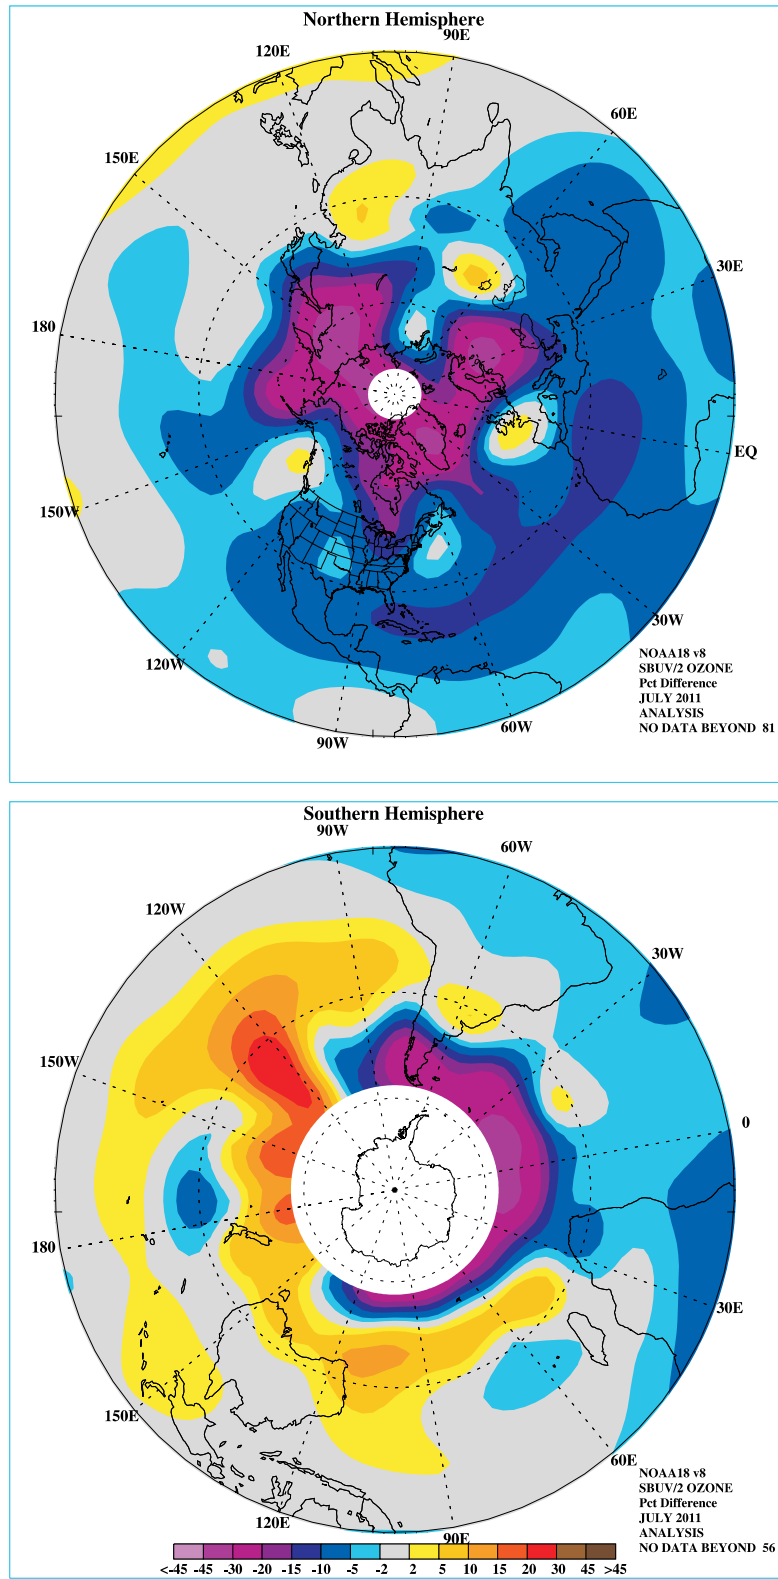 Northern Hemisphere
90E
120E
60E
150E
30E
180
EQ
150W
30W
120W
60W
90W
NOAA18 v8
SBUV/2 OZONE
Pct Difference
JULY 2011
ANALYSIS
NO DATA BEYOND 81
Southern Hemisphere
90W
60W
120W
30W
150W
0
180
30E
150E
60E
120E
90E
NOAA18 v8
SBUV/2 OZONE
Pct Difference
JULY 2011
ANALYSIS
NO DATA BEYOND 56
<-45 -45 -30 -20 -15 -10 -5 -2 2 5 10 15 20 30 45 >45